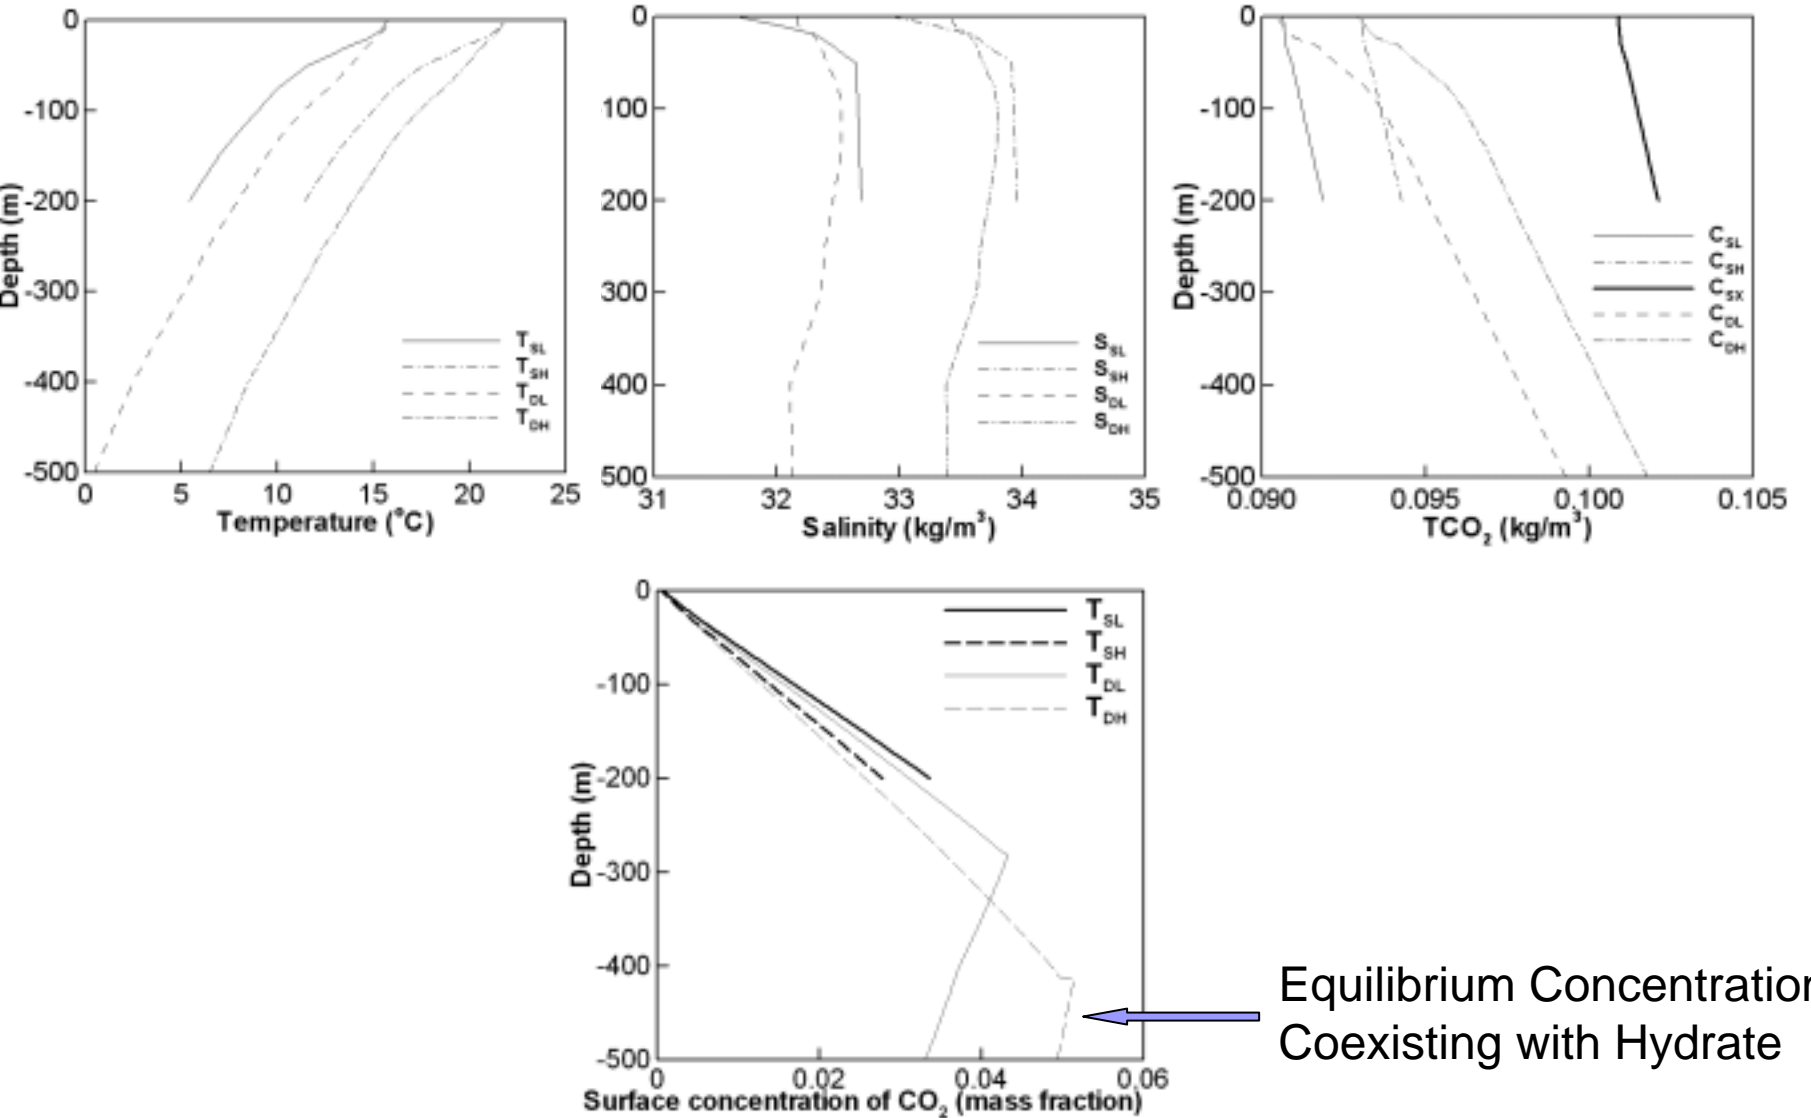 0
-100
-200
-300
-400
-500
Depth (m)
0 5 10 15 20 25
Temperature (°C)
T_SL
T_SH
T_DL
T_DH
0
100
200
300
400
500
31 32 33 34 35
Salinity (kg/m³)
S_SL
S_SH
S_DL
S_DH
0
-100
-200
-300
-400
-500
Depth (m)
0.090 0.095 0.100 0.105
TCO₂ (kg/m³)
C_SL
C_SH
C_SX
C_DL
C_DH
0
-100
-200
-300
-400
-500
Depth (m)
0 0.02 0.04 0.06
Surface concentration of CO₂ (mass fraction)
T_SL
T_SH
T_DL
T_DH
Equilibrium Concentration
Coexisting with Hydrate